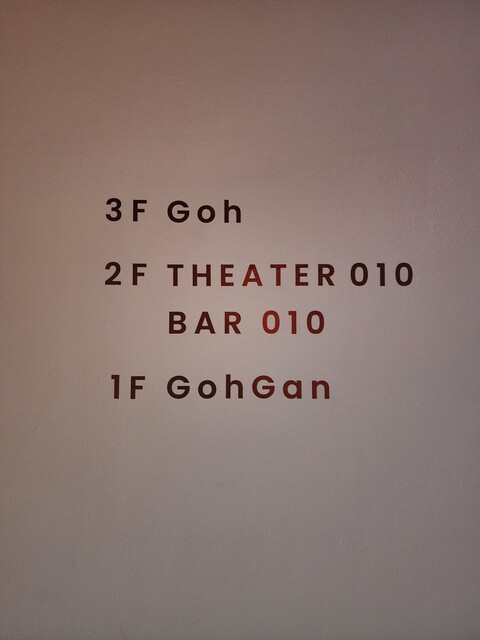 3F Goh
2F THEATER 010
BAR 010
1F GohGan